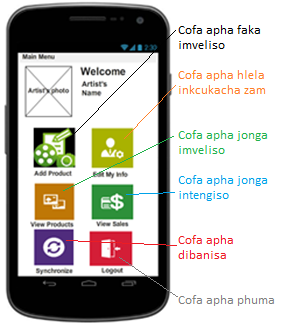 2:30
Main Menu
Welcome
Artist's
Name
Artist's photo
Add Product
Edit My Info
View Products
View Sales
Synchronize
Logout
Cofa apha faka
imveliso
Cofa apha hlela
inkcukacha zam
Cofa apha jonga
imveliso
Cofa apha jonga
intengiso
Cofa apha
dibanisa
Cofa apha phuma